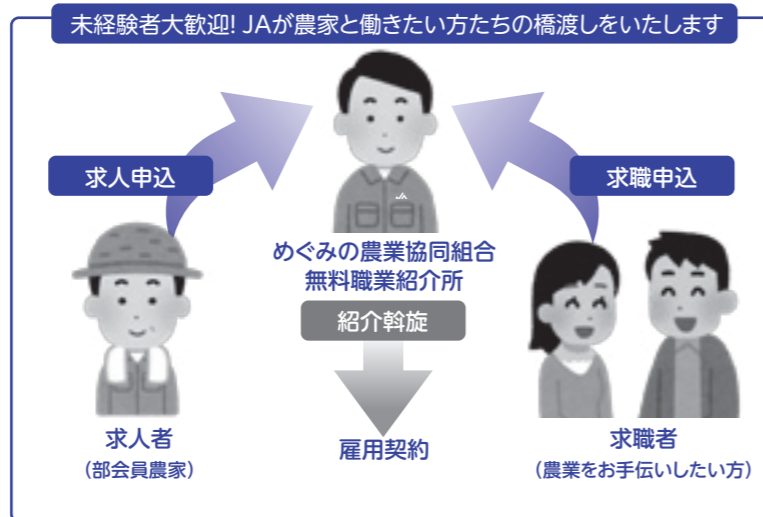 未経験者大歓迎! JAが農家と働きたい方たちの橋渡しをいたします
求人申込
求職申込
JA
めぐみの農業協同組合
無料職業紹介所
紹介斡旋
求人者
(部会員農家)
雇用契約
求職者
(農業をお手伝いしたい方)